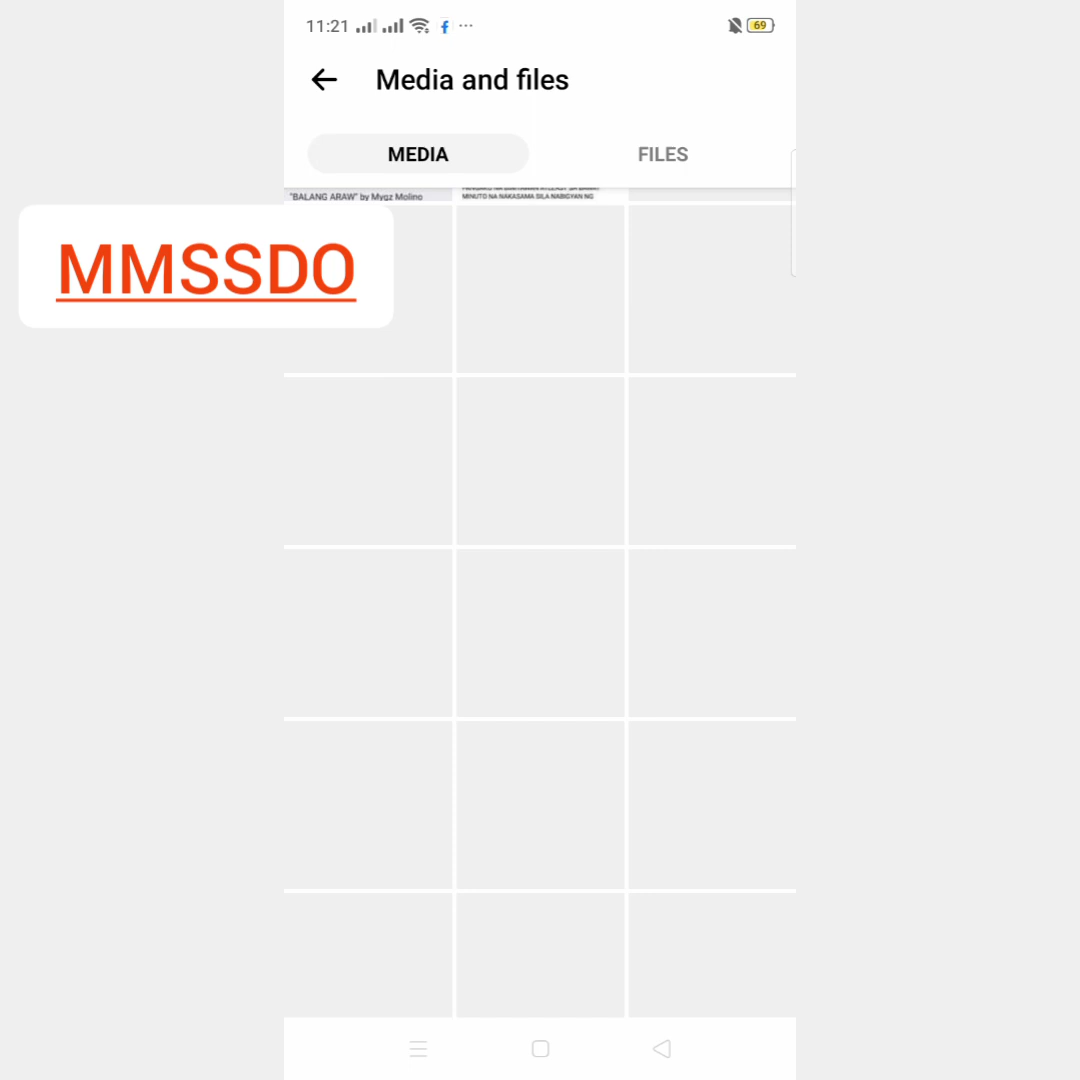 11:21
69
Media and files
MEDIA FILES
"BALANG ARAW" by Mygz Molino
MINUTO NA NAKASAMA SILA NABIGYAN NG
MMSSDO